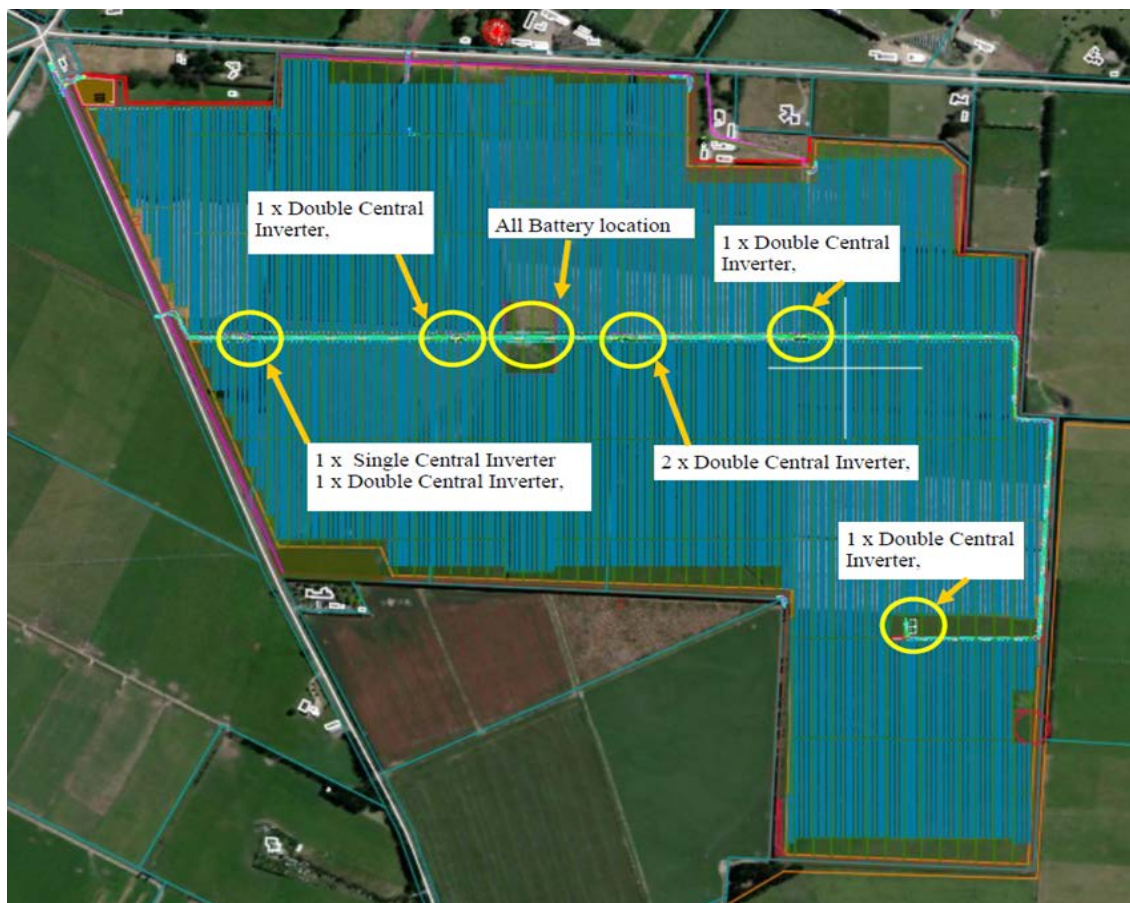 1 x Double Central
Inverter,
All Battery location
1 x Double Central
Inverter,
1 x  Single Central Inverter
1 x Double Central Inverter,
2 x Double Central Inverter,
1 x Double Central
Inverter,